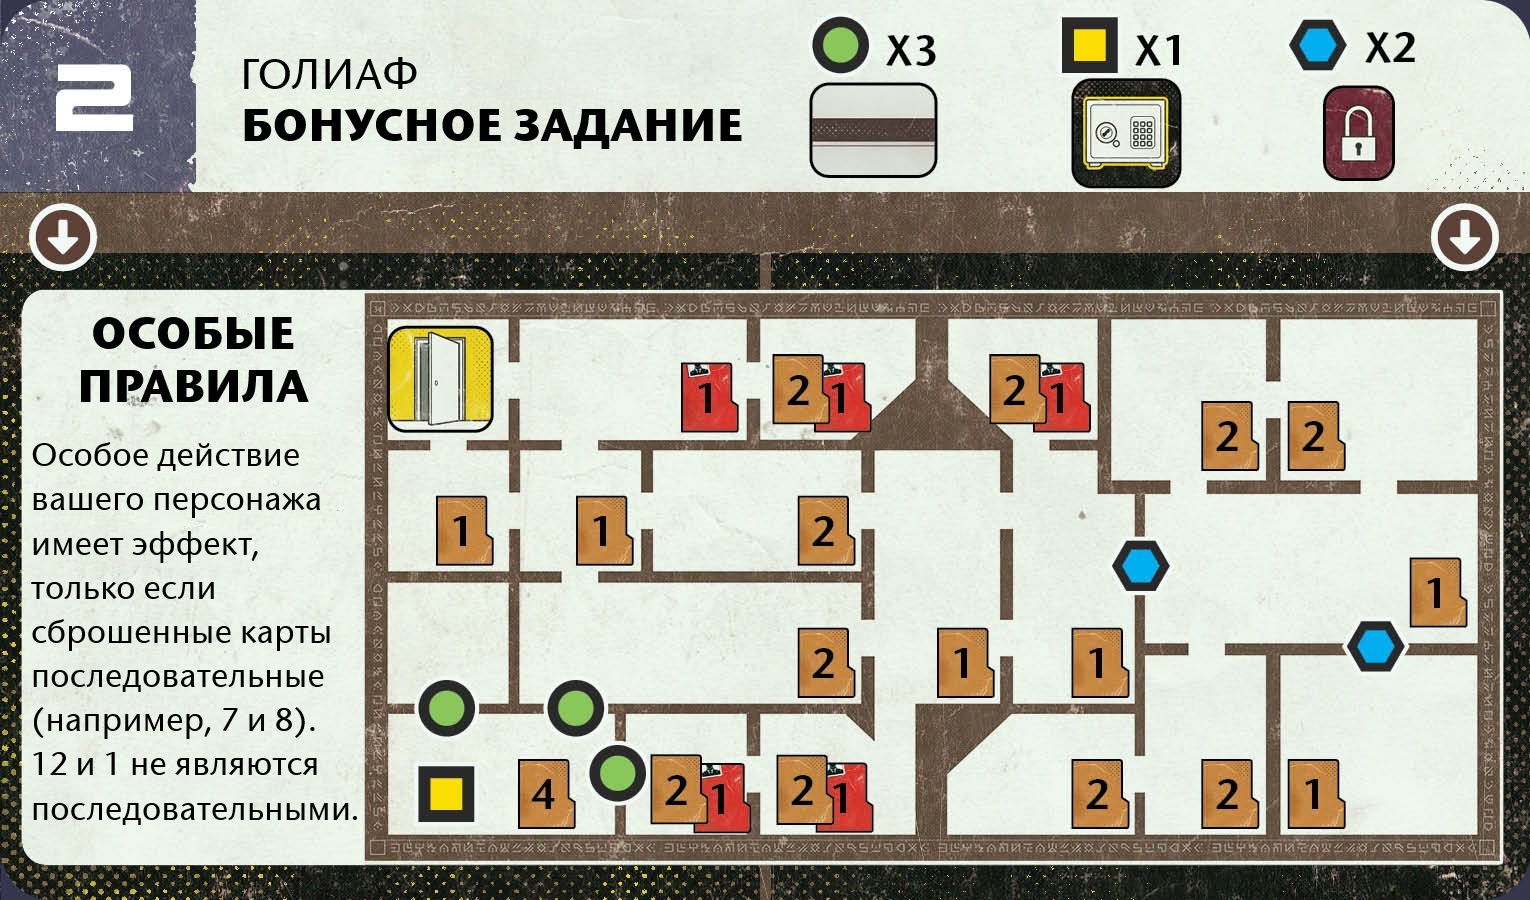 2
ГОЛИАФ
БОНУСНОЕ ЗАДАНИЕ
X3
X1
X2
ОСОБЫЕ
ПРАВИЛА
Особое действие
вашего персонажа
имеет эффект,
только если
сброшенные карты
последовательные
(например, 7 и 8).
12 и 1 не являются
последовательными.
1
2 1
2 1
2 2
1
1
2
1
2
1
1
4
2 1
2 1
2
2
1